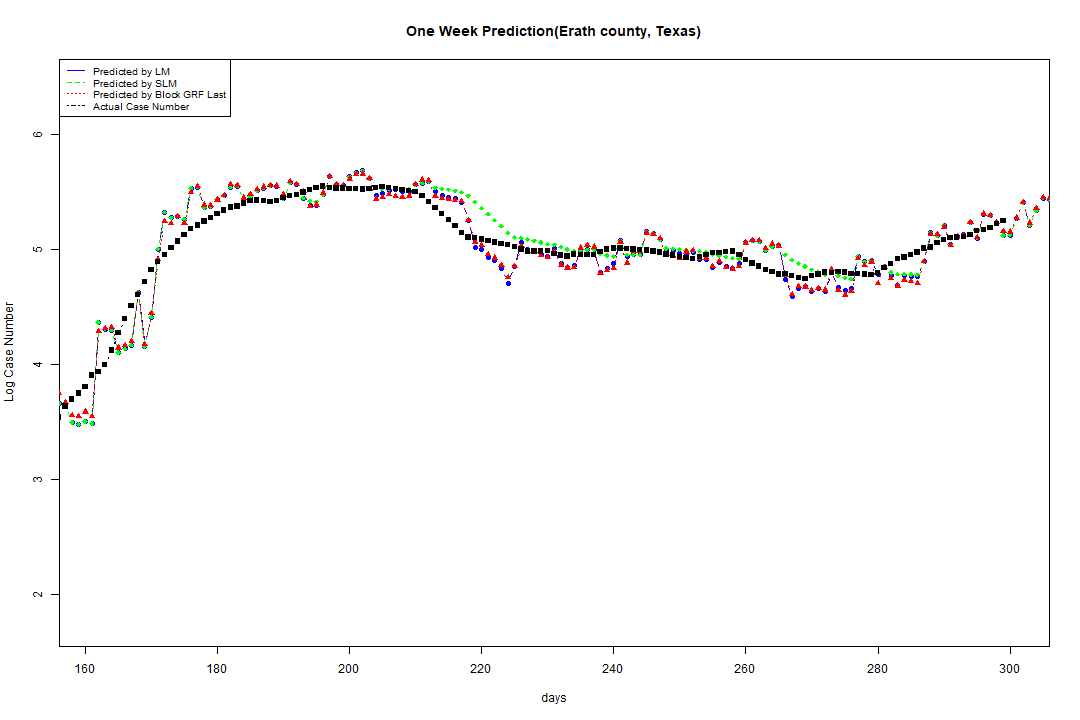 One Week Prediction(Erath county, Texas)
Predicted by LM
Predicted by SLM
Predicted by Block GRF Last
Actual Case Number
6
5
4
3
2
Log Case Number
160 180 200 220 240 260 280 300
days